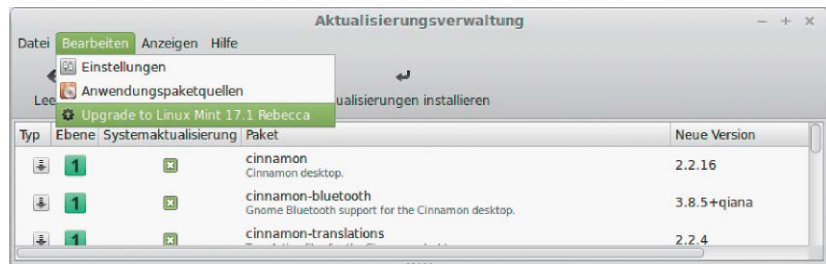 Aktualisierungsverwaltung
Datei Bearbeiten Anzeigen Hilfe
Einstellungen
Anwendungspaketquellen
Lee ualisierungen installieren
Upgrade to Linux Mint 17.1 Rebecca
Typ Ebene Systemaktualisierung Paket Neue Version
1 cinnamon 2.2.16
Cinnamon desktop.
1 cinnamon-bluetooth 3.8.5+qiana
Gnome Bluetooth support for the Cinnamon desktop.
1 cinnamon-translations 2.2.4